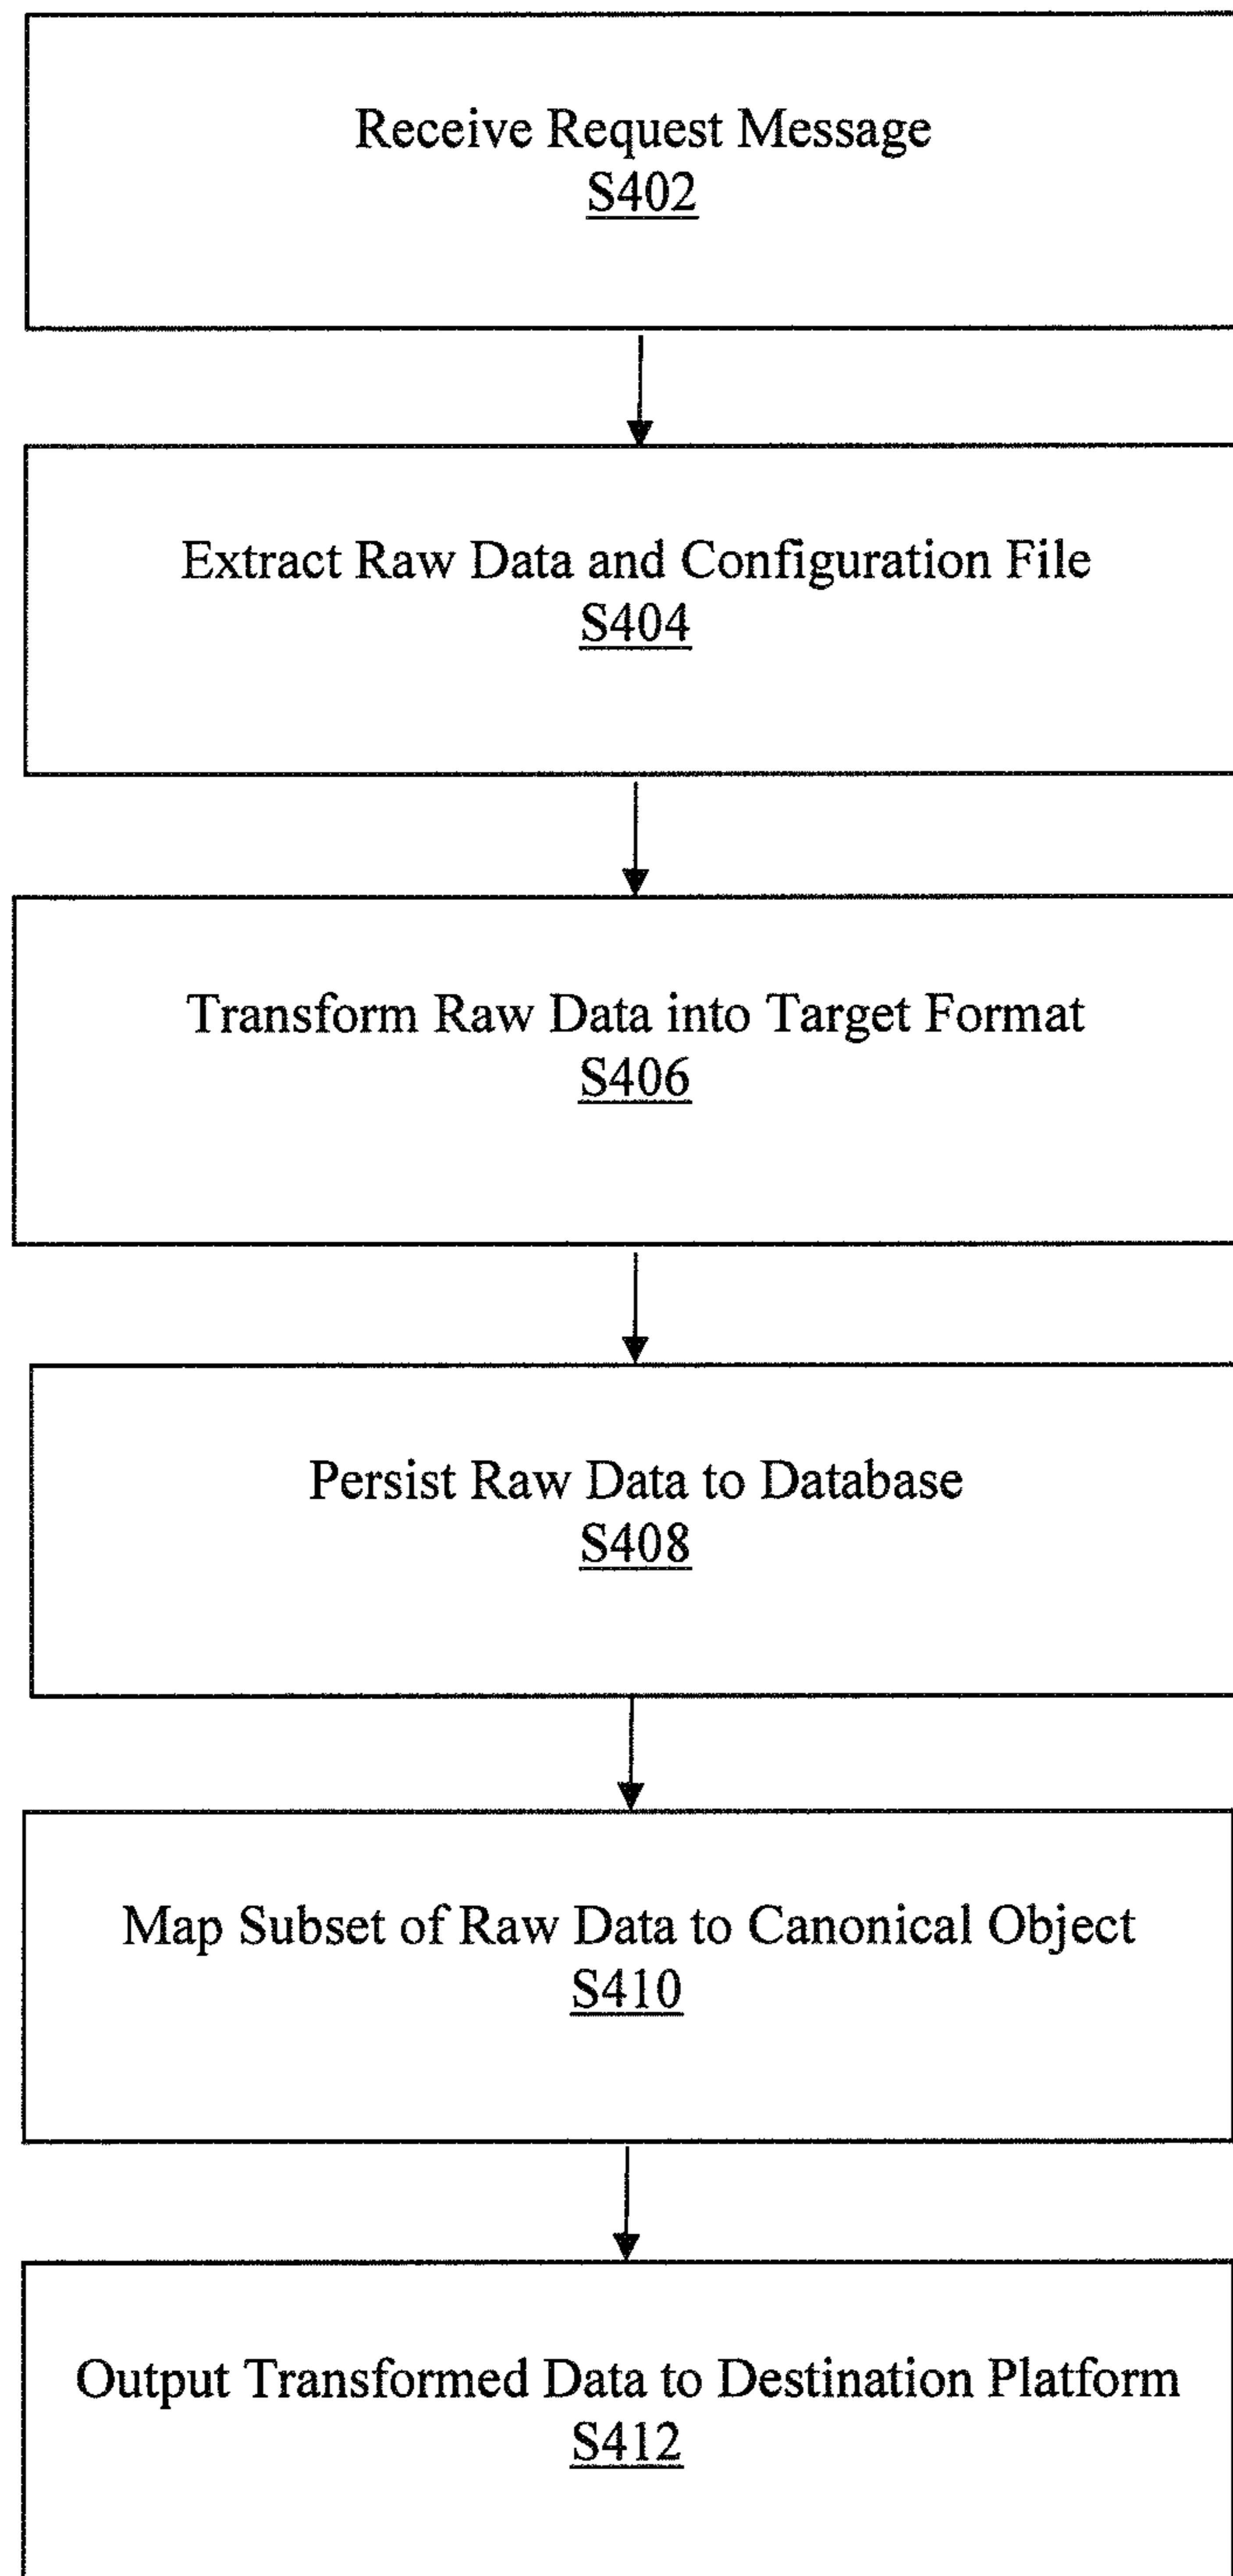 Receive Request Message
S402
Extract Raw Data and Configuration File
S404
Transform Raw Data into Target Format
S406
Persist Raw Data to Database
S408
Map Subset of Raw Data to Canonical Object
S410
Output Transformed Data to Destination Platform
S412